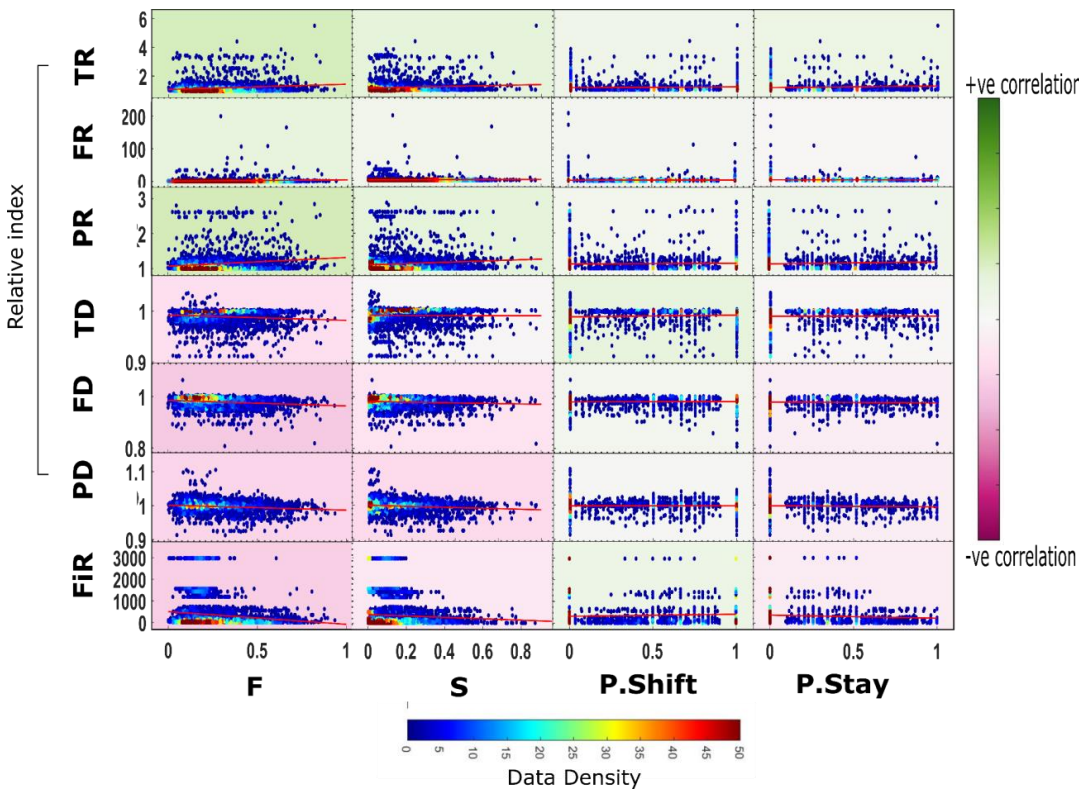 Relative index
TR
6
4
2
FR
200
100
0
PR
3
2
1
TD
1
0.9
FD
1
0.8
PD
1.1
1
0.9
FiR
3000
2000
1000
0
0 0.5 1
0 0.2 0.4 0.6 0.8
0 0.5 1
0 0.5 1
F S P.Shift P.Stay
+ve correlation
-ve correlation
0 5 10 15 20 25 30 35 40 45 50
Data Density